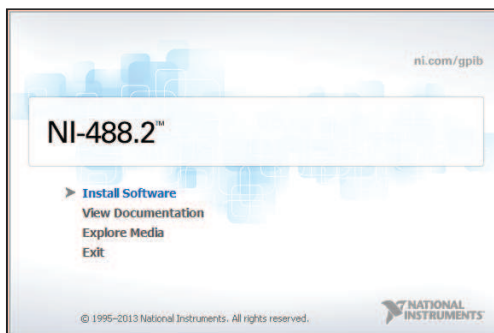 ni.com/gpib
NI-488.2™
Install Software
View Documentation
Explore Media
Exit
© 1995–2013 National Instruments. All rights reserved.
NATIONAL
INSTRUMENTS